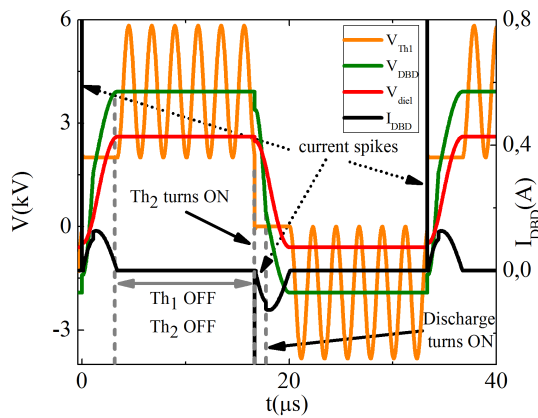 V_Th1
V_DBD
V_diel
I_DBD
current spikes
Th₂ turns ON
Th₁ OFF
Th₂ OFF
Discharge
turns ON
6
3
0
-3
V(kV)
0,8
0,4
0,0
I_DBD(A)
0
20
40
t(μs)